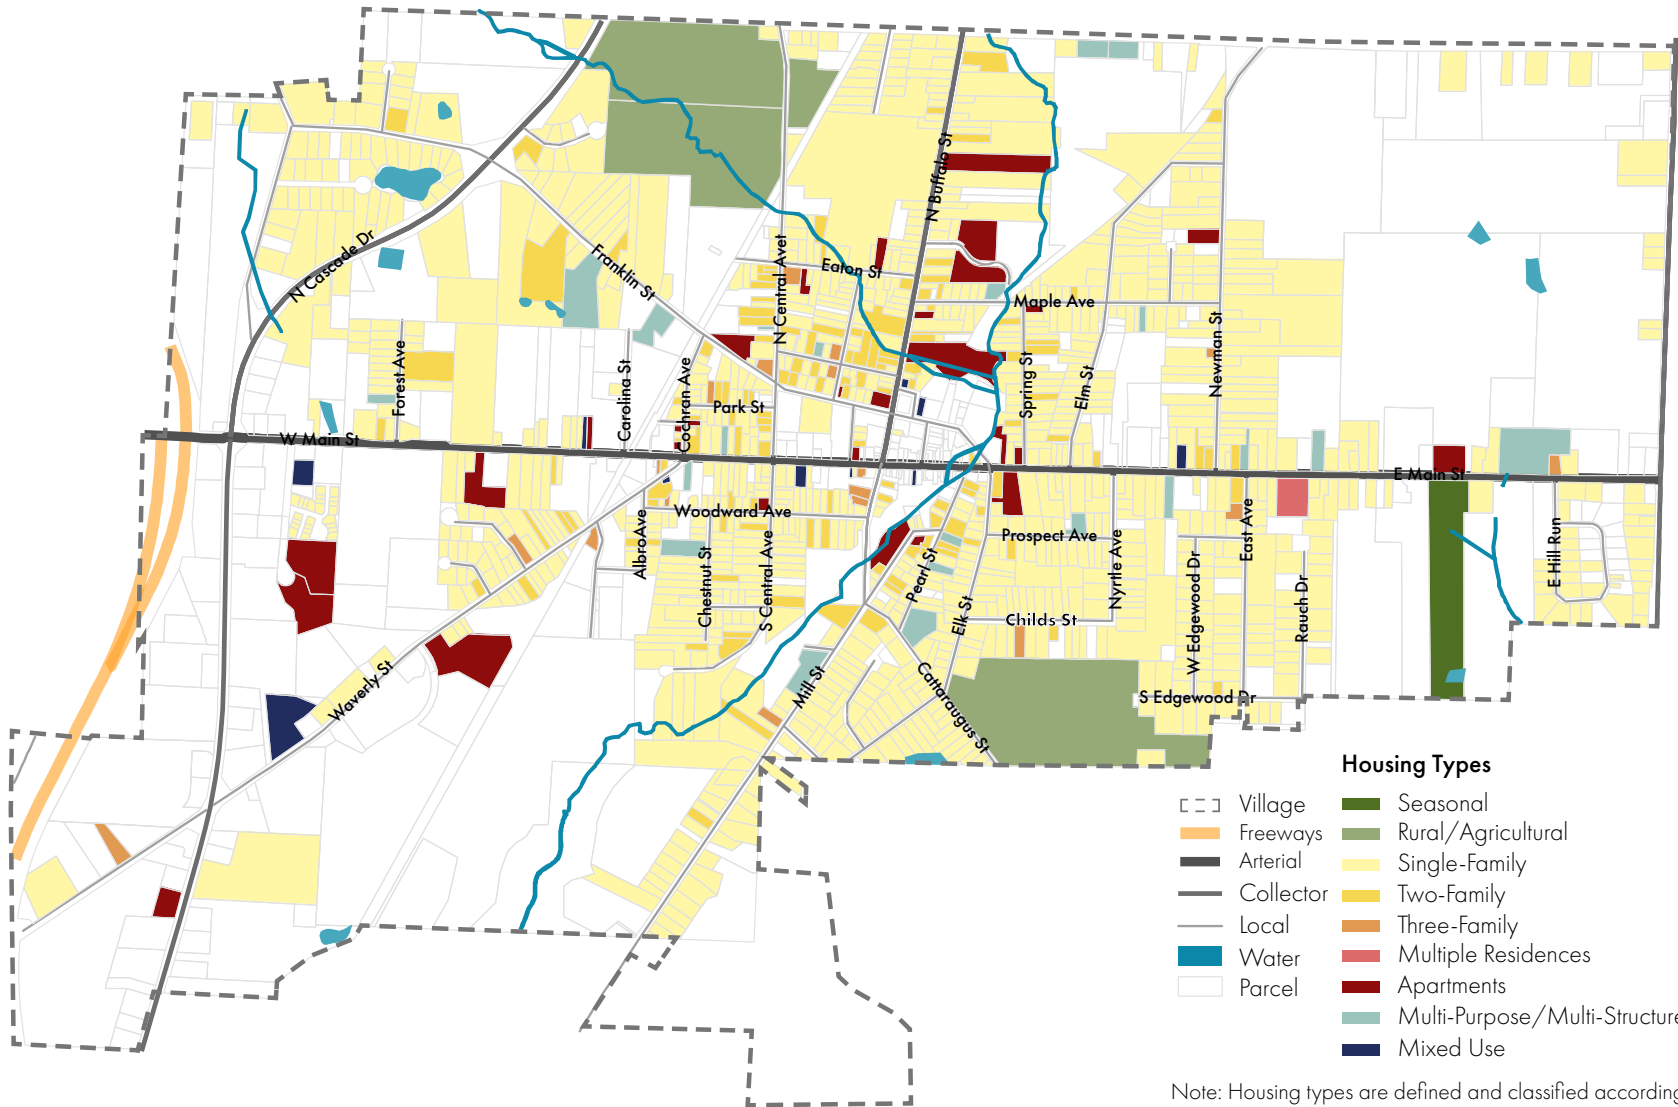 N Buffalo St
N Cascade Dr
Franklin St
N Central Avet
Eaton St
Maple Ave
Forest Ave
Carolina St
Cochran Ave
Park St
Spring St
Elm St
Newman St
W Main St
E Main St
Woodward Ave
AlbroAve
Chestnut St
S Central Ave
Pearl St
Elk St
Prospect Ave
Nyrtle Ave
Childs St
W Edgewood Dr
East Ave
Rauch Dr
E Hill Run
Waverly St
Mill St
Cattaraugus St
S Edgewood Dr
Housing Types
Village
Freeways
Arterial
Collector
Local
Water
Parcel
Seasonal
Rural/Agricultural
Single-Family
Two-Family
Three-Family
Multiple Residences
Apartments
Multi-Purpose/Multi-Structure
Mixed Use
Note: Housing types are defined and classified according